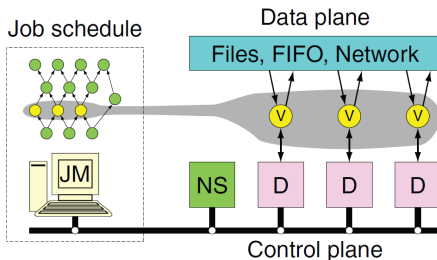 Job schedule
Data plane
Files, FIFO, Network
V V V
JM
NS D D D
Control plane